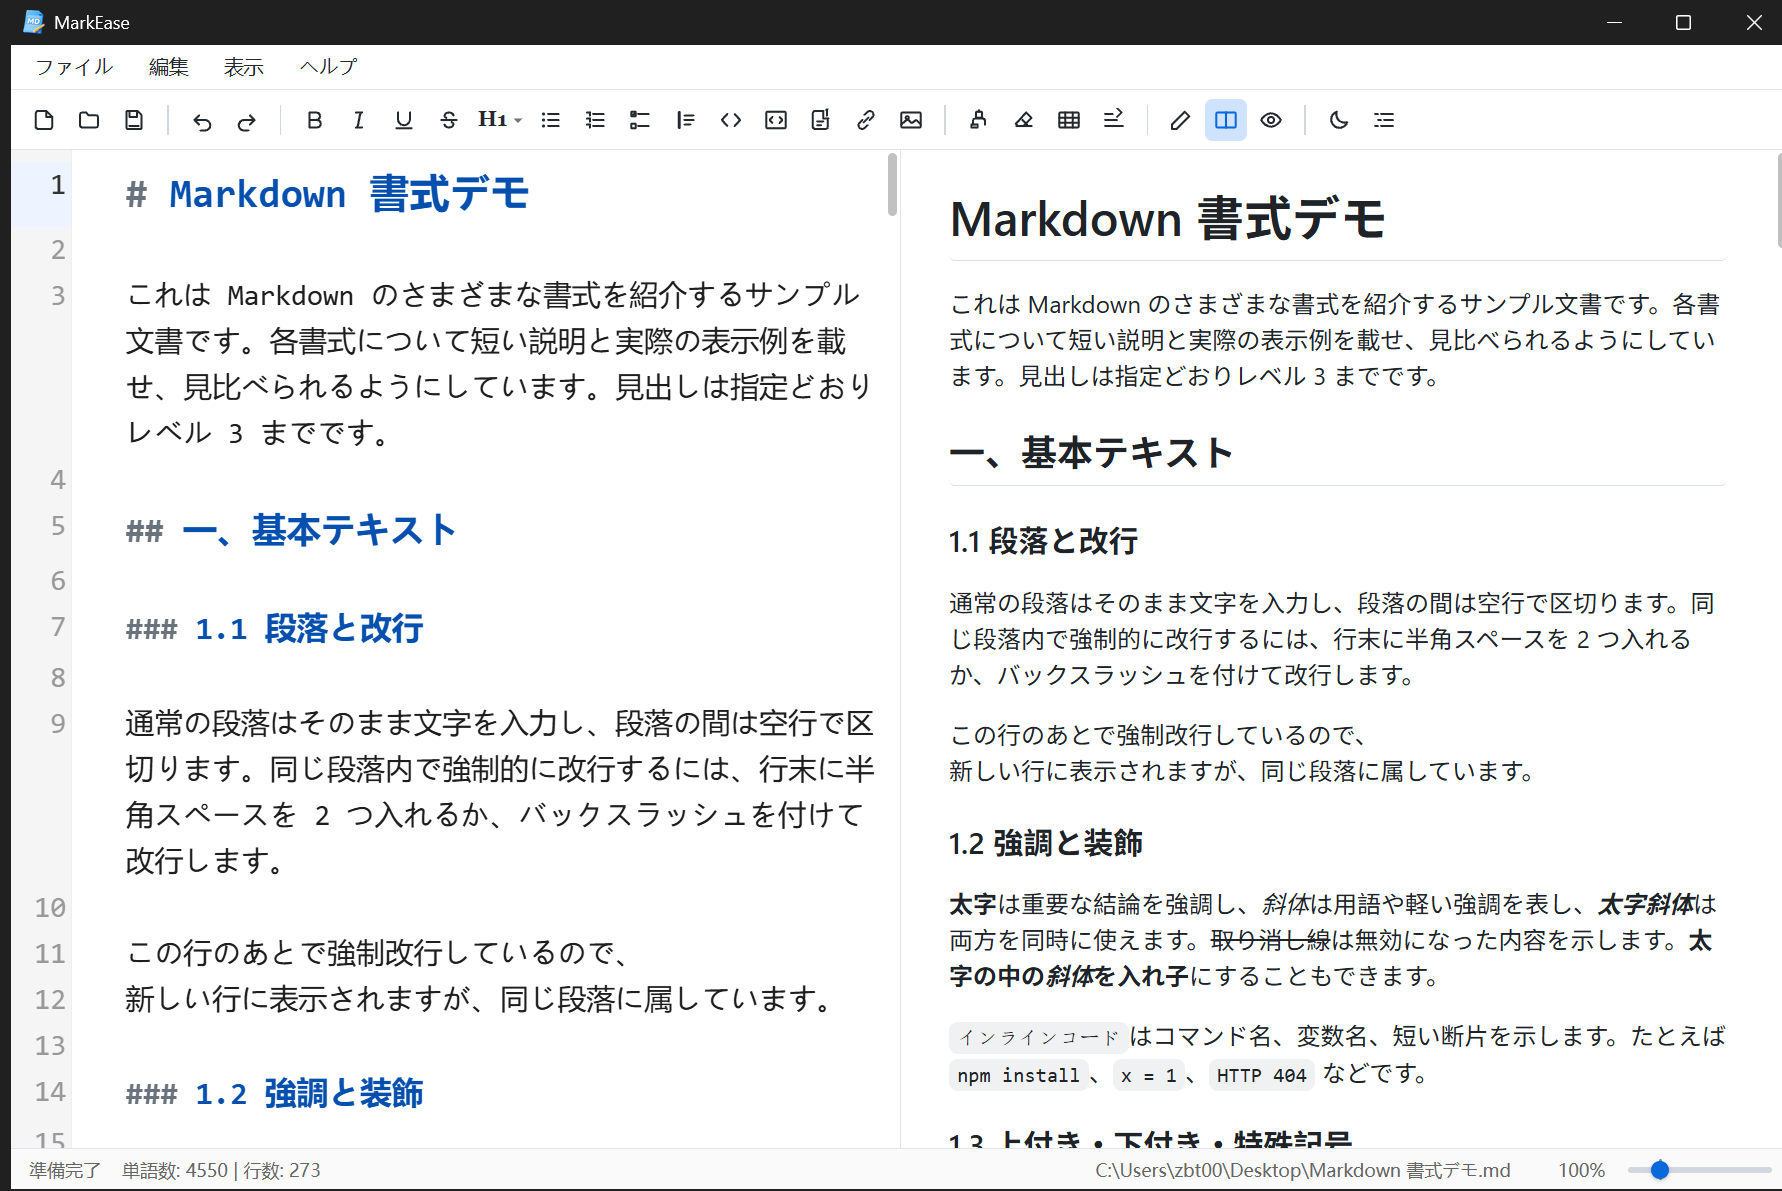 MarkEase
ファイル 編集 表示 ヘルプ
B I U S H1
1 # Markdown 書式デモ
2
3 これは Markdown のさまざまな書式を紹介するサンプル
文書です。各書式について短い説明と実際の表示例を載
せ、見比べられるようにしています。見出しは指定どおり
レベル 3 までです。
4
5 ## 一、基本テキスト
6
7 ### 1.1 段落と改行
8
9 通常の段落はそのまま文字を入力し、段落の間は空行で区
切ります。同じ段落内で強制的に改行するには、行末に半
角スペースを 2 つ入れるか、バックスラッシュを付けて
改行します。
10
11 この行のあとで強制改行しているので、
12 新しい行に表示されますが、同じ段落に属しています。
13
14 ### 1.2 強調と装飾
15
Markdown 書式デモ
これは Markdown のさまざまな書式を紹介するサンプル文書です。各書
式について短い説明と実際の表示例を載せ、見比べられるようにしてい
ます。見出しは指定どおりレベル 3 までです。
一、基本テキスト
1.1 段落と改行
通常の段落はそのまま文字を入力し、段落の間は空行で区切ります。同
じ段落内で強制的に改行するには、行末に半角スペースを 2 つ入れる
か、バックスラッシュを付けて改行します。
この行のあとで強制改行しているので、
新しい行に表示されますが、同じ段落に属しています。
1.2 強調と装飾
太字は重要な結論を強調し、斜体は用語や軽い強調を表し、太字斜体は
両方を同時に使えます。取り消し線は無効になった内容を示します。太
字の中の斜体を入れ子にすることもできます。
インラインコードはコマンド名、変数名、短い断片を示します。たとえば
npm install、x = 1、HTTP 404 などです。
1.3 上付き・下付き・特殊記号
準備完了 単語数: 4550 | 行数: 273
C:\Users\zbt00\Desktop\Markdown 書式デモ.md 100%